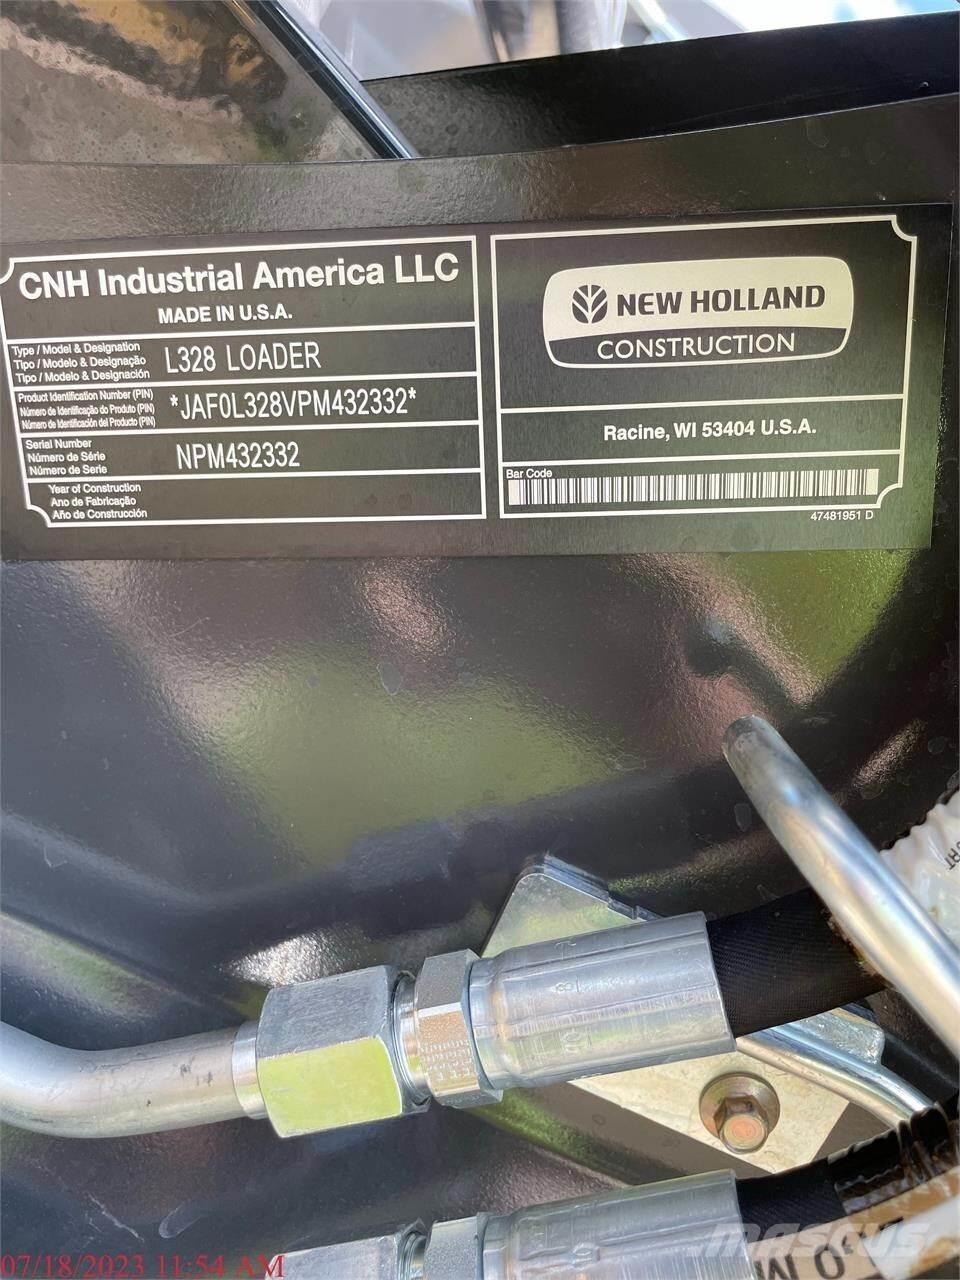 CNH Industrial America LLC
MADE IN U.S.A.
Type / Model & Designation
Tipo / Modelo & Designação
Tipo / Modelo & Designación
L328 LOADER
Product Identification Number (PIN)
Número de Identificação do Produto (PIN)
Número de Identificación del Producto (PIN)
*JAF0L328VPM432332*
Serial Number
Número de Série
Número de Serie
NPM432332
Year of Construction
Ano de Fabricação
Año de Construcción
NEW HOLLAND
CONSTRUCTION
Racine, WI 53404 U.S.A.
Bar Code
47481951 D
07/18/2023 11:54 AM
MASCUS